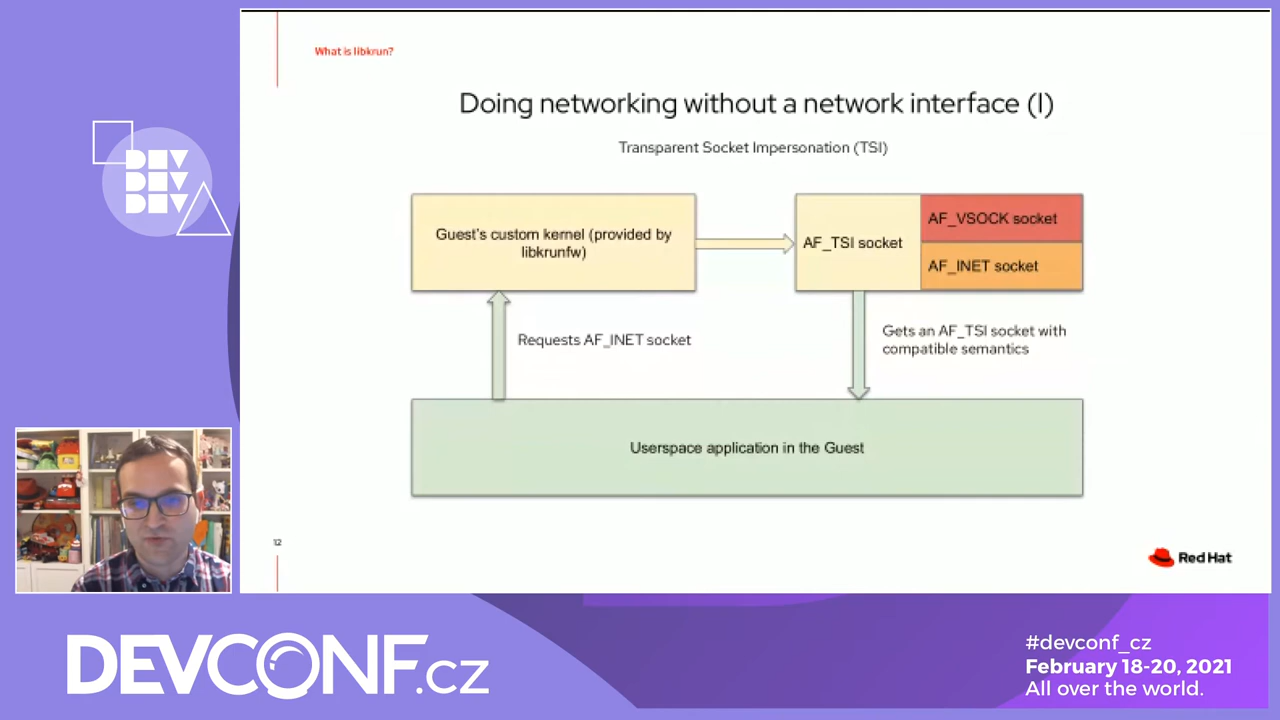 What is libkrun?
Doing networking without a network interface (I)
Transparent Socket Impersonation (TSI)
Guest's custom kernel (provided by
libkrunfw)
AF_TSI socket
AF_VSOCK socket
AF_INET socket
Requests AF_INET socket
Gets an AF_TSI socket with
compatible semantics
Userspace application in the Guest
12
Red Hat
DEV
DEV
DEV
DEVCONF.cz
#devconf_cz
February 18-20, 2021
All over the world.